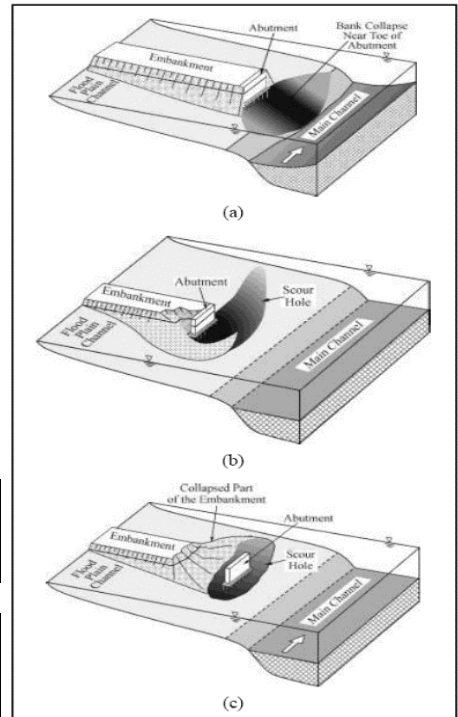 Abutment
Bank Collapse
Near Toe of
Abutment
Embankment
Flood Plain
Channel
Main Channel
(a)
Abutment
Scour
Hole
Embankment
Flood
Plain
Channel
Main Channel
(b)
Collapsed Part
of the Embankment
Abutment
Embankment
Scour
Hole
Flood
Plain
Channel
Main Channel
(c)